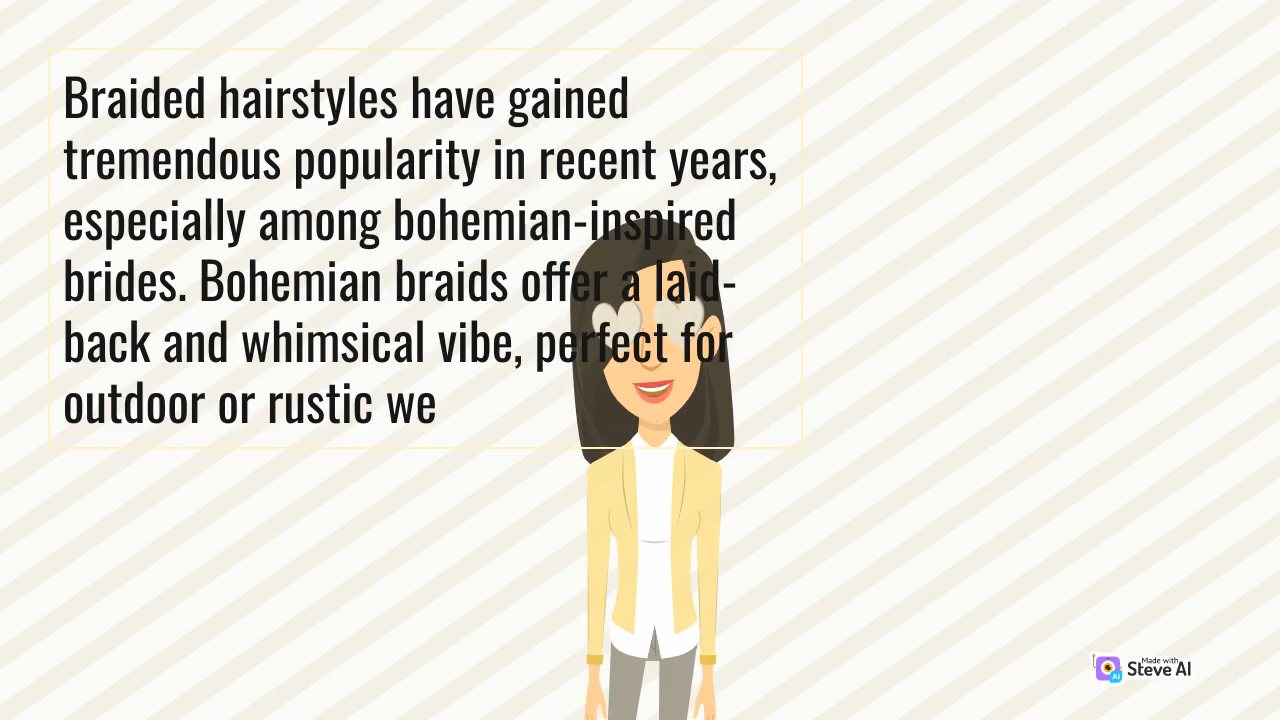 Braided hairstyles have gained
tremendous popularity in recent years,
especially among bohemian-inspired
brides. Bohemian braids offer a laid-
back and whimsical vibe, perfect for
outdoor or rustic we
Made with
Steve AI
AI